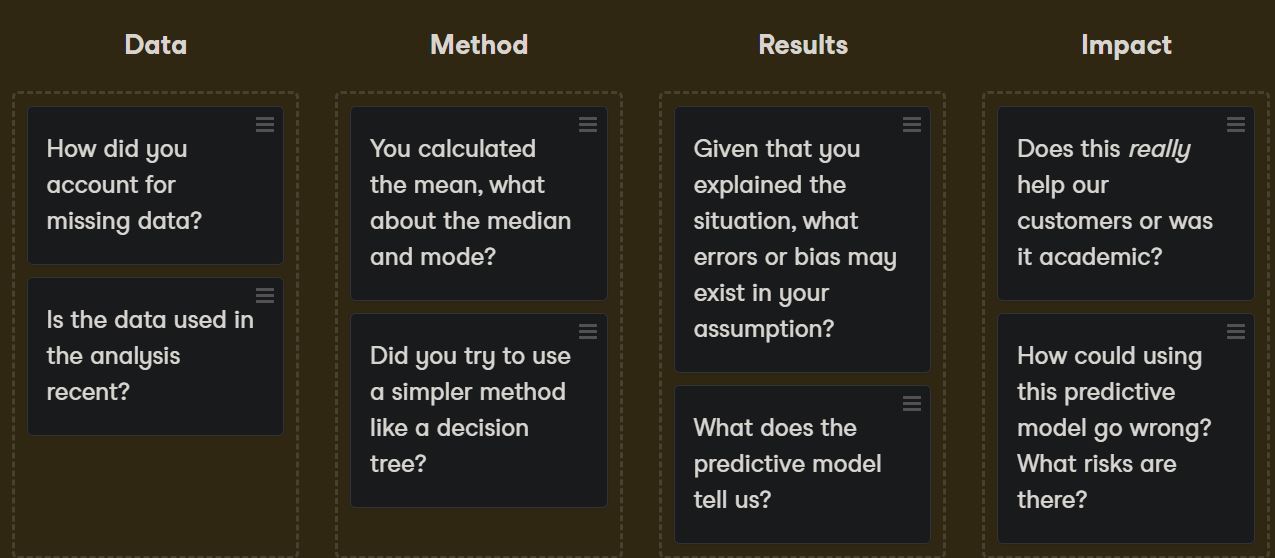 Data
How did you
account for
missing data?
Is the data used in
the analysis
recent?
Method
You calculated
the mean, what
about the median
and mode?
Did you try to use
a simpler method
like a decision
tree?
Results
Given that you
explained the
situation, what
errors or bias may
exist in your
assumption?
What does the
predictive model
tell us?
Impact
Does this really
help our
customers or was
it academic?
How could using
this predictive
model go wrong?
What risks are
there?